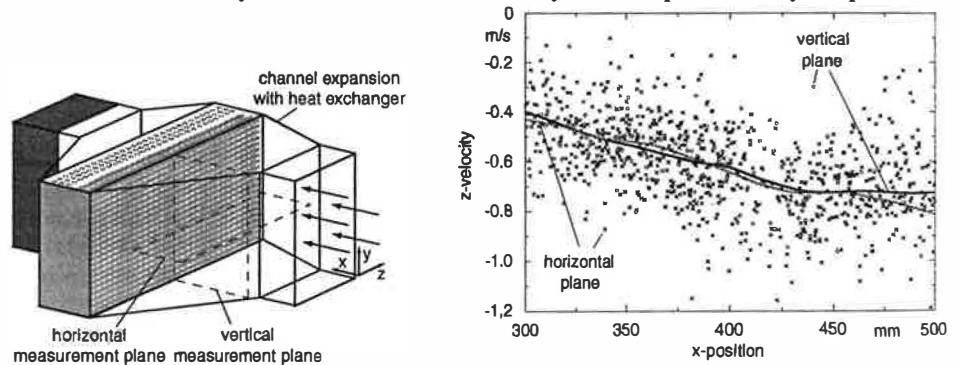 channel expansion
with heat exchanger
x
y
z
horizontal
measurement plane
vertical
measurement plane
0
m/s
-0.2
-0.4
-0.6
-0.8
-1.0
-1,2
z-velocity
vertical
plane
horizontal
plane
300
350
400
450
mm
500
x-position